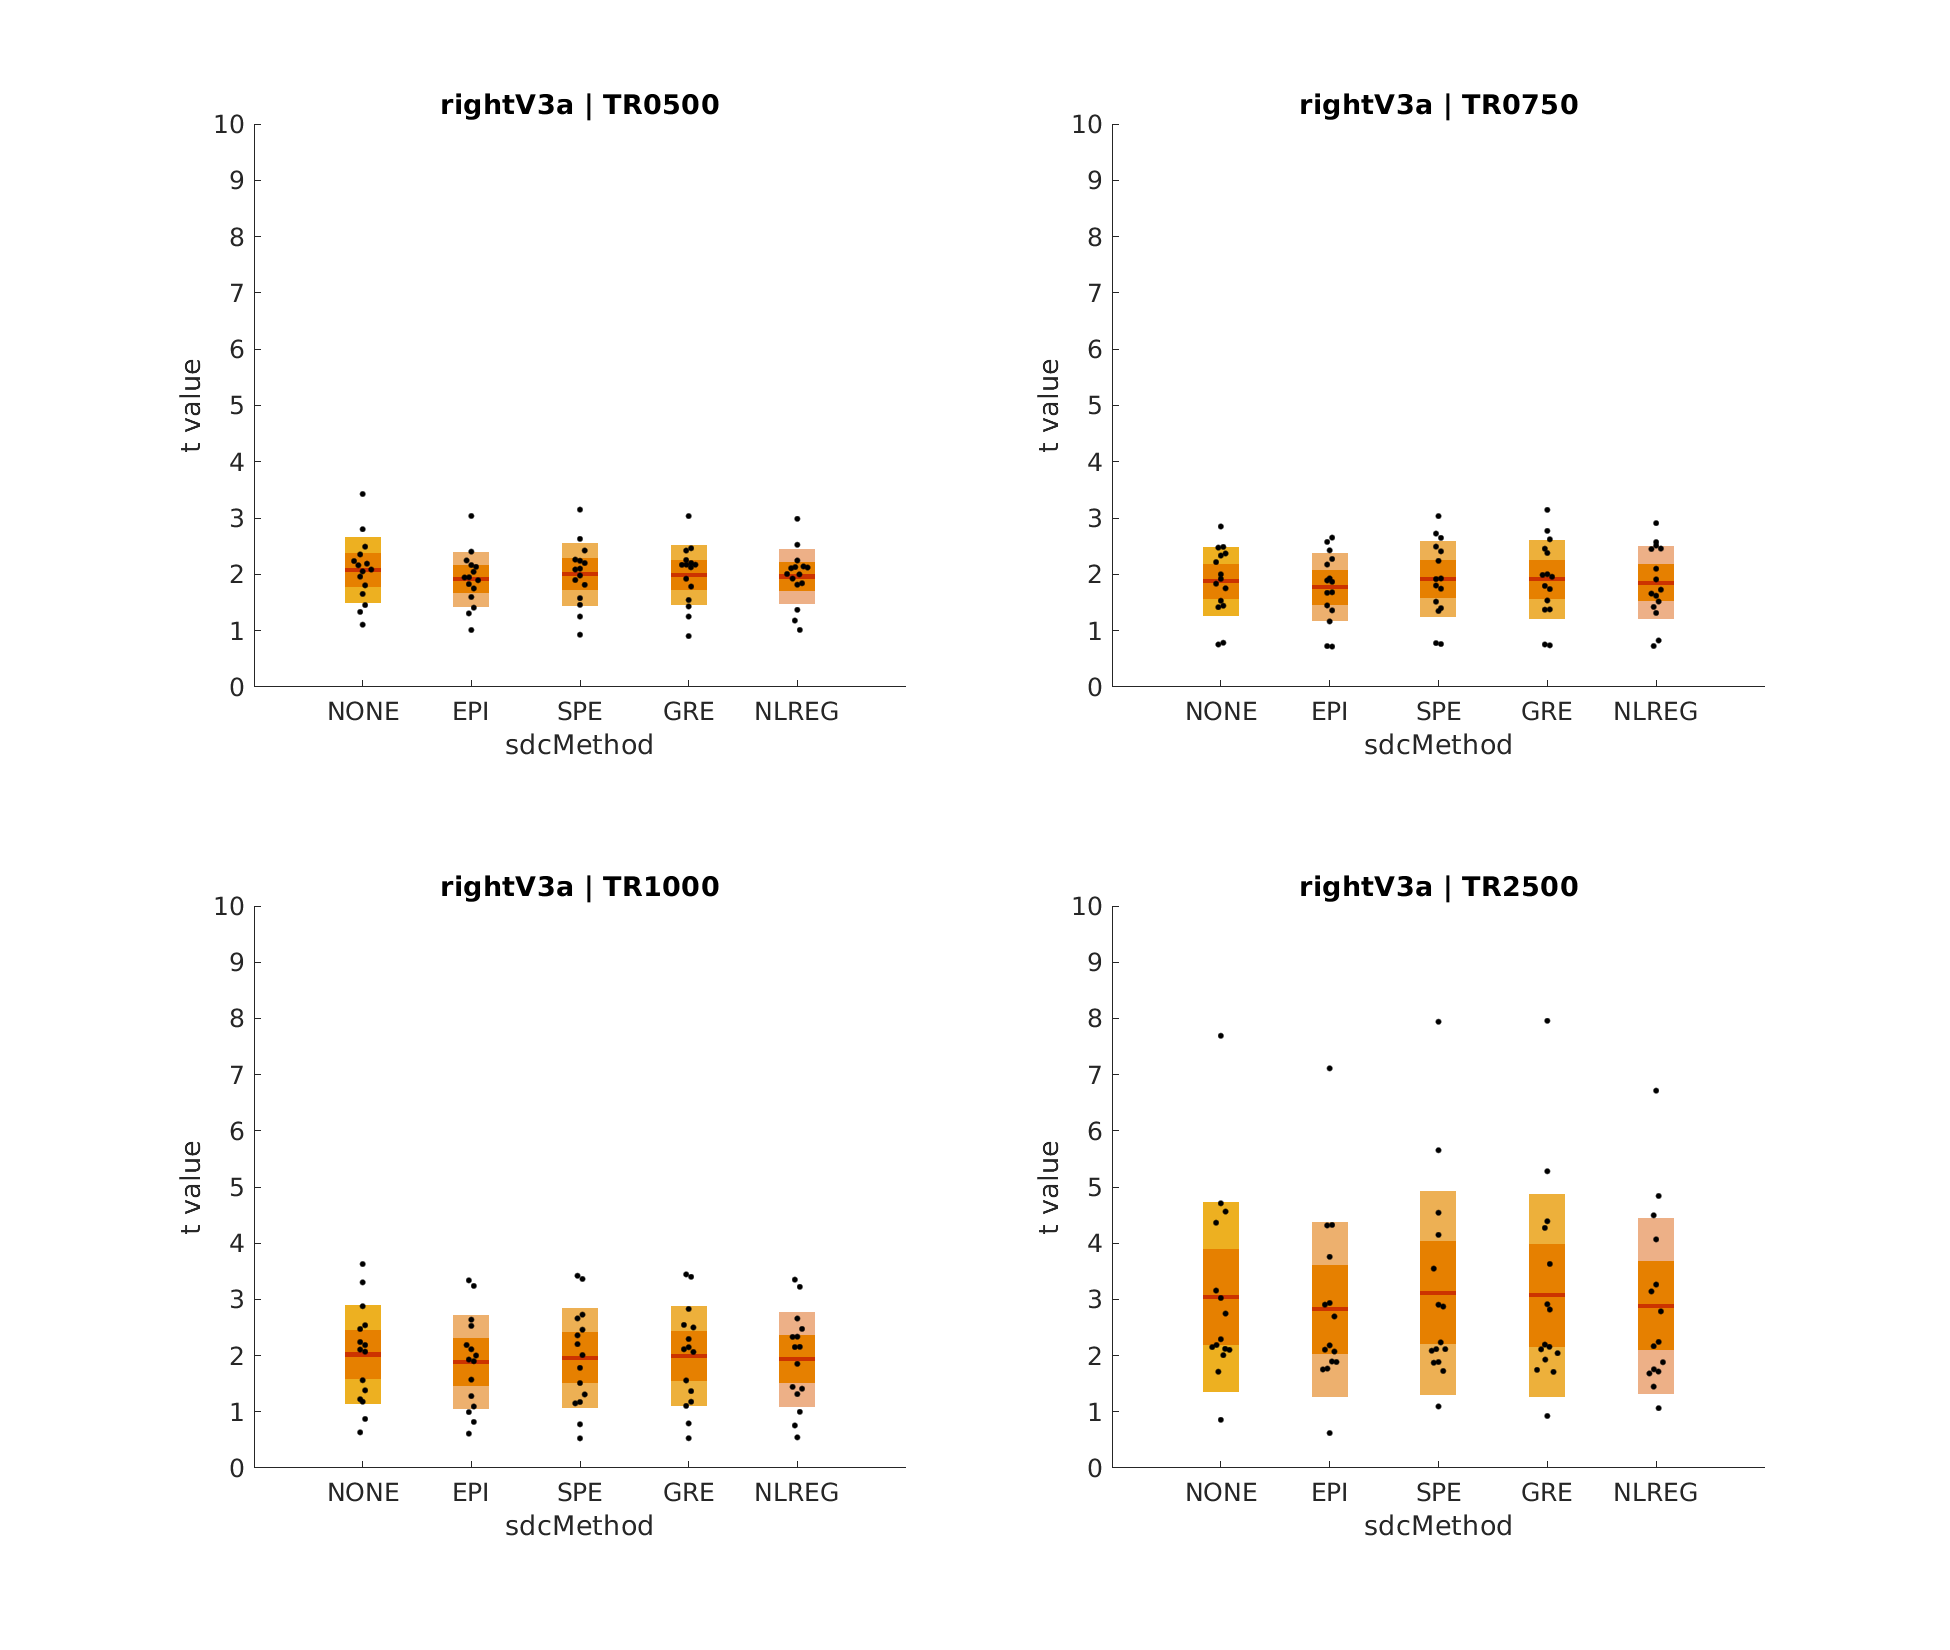 rightV3a | TR0500
10
9
8
7
6
5
4
3
2
1
0
t value
NONE EPI SPE GRE NLREG
sdcMethod
rightV3a | TR0750
10
9
8
7
6
5
4
3
2
1
0
t value
NONE EPI SPE GRE NLREG
sdcMethod
rightV3a | TR1000
10
9
8
7
6
5
4
3
2
1
0
t value
NONE EPI SPE GRE NLREG
sdcMethod
rightV3a | TR2500
10
9
8
7
6
5
4
3
2
1
0
t value
NONE EPI SPE GRE NLREG
sdcMethod